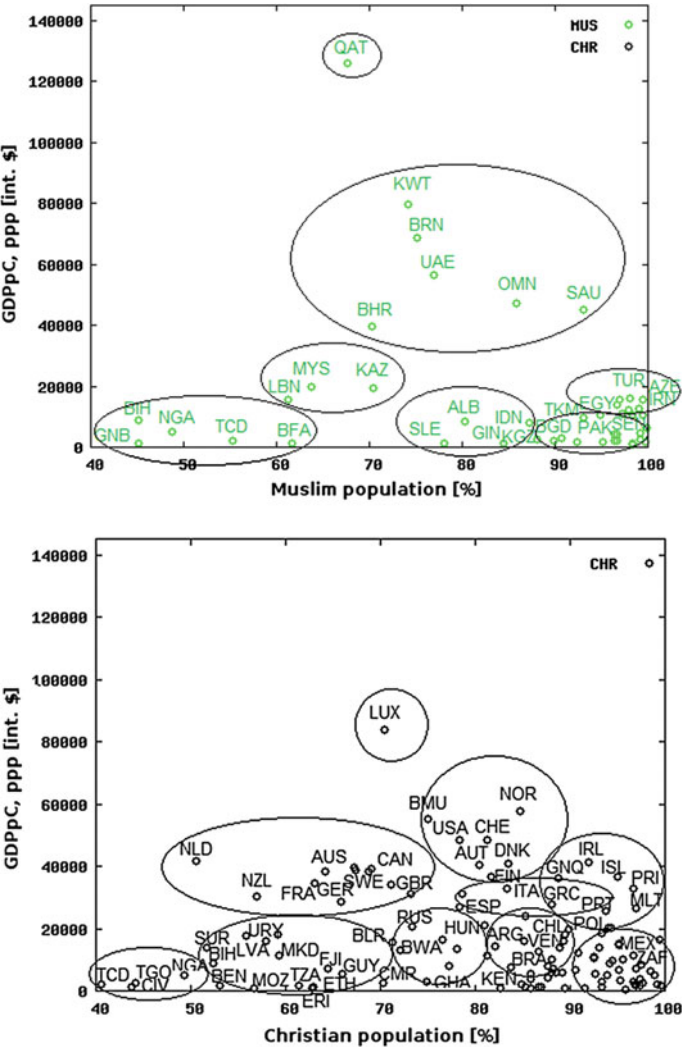 140000 MUS
QAT CHR
120000
100000
KWT
80000
BRN
UAE
60000
OMN
SAU
BHR
40000
MYS KAZ TUR AZE
20000 LBN IRN
BIH NGA TCD BFA ALB IDN TKM EGY
GNB SLE GIN KGZ BGD PAK SEN
0
40 50 60 70 80 90 100
Muslim population [%]
GDPpC, ppp [int. $]
140000 CHR
120000
100000
LUX
80000
NOR
60000 BMU
USA CHE
NLD AUS CAN AUT DNK IRL
40000 FIN GNQ ISL
NZL FRA GER SWE GBR ITA GRC PRI
ESP PRT MLT
20000 URY RUS HUN CHL POL
SUR BLR ARG VEN MEX
BIH LVA MKD BWA
NGA FJI GUY BRA ZAF
TCD TGO BEN TZA CMR KEN
CIV MOZ ETH GHA
0 ERI
40 50 60 70 80 90 100
Christian population [%]
GDPpC, ppp [int. $]